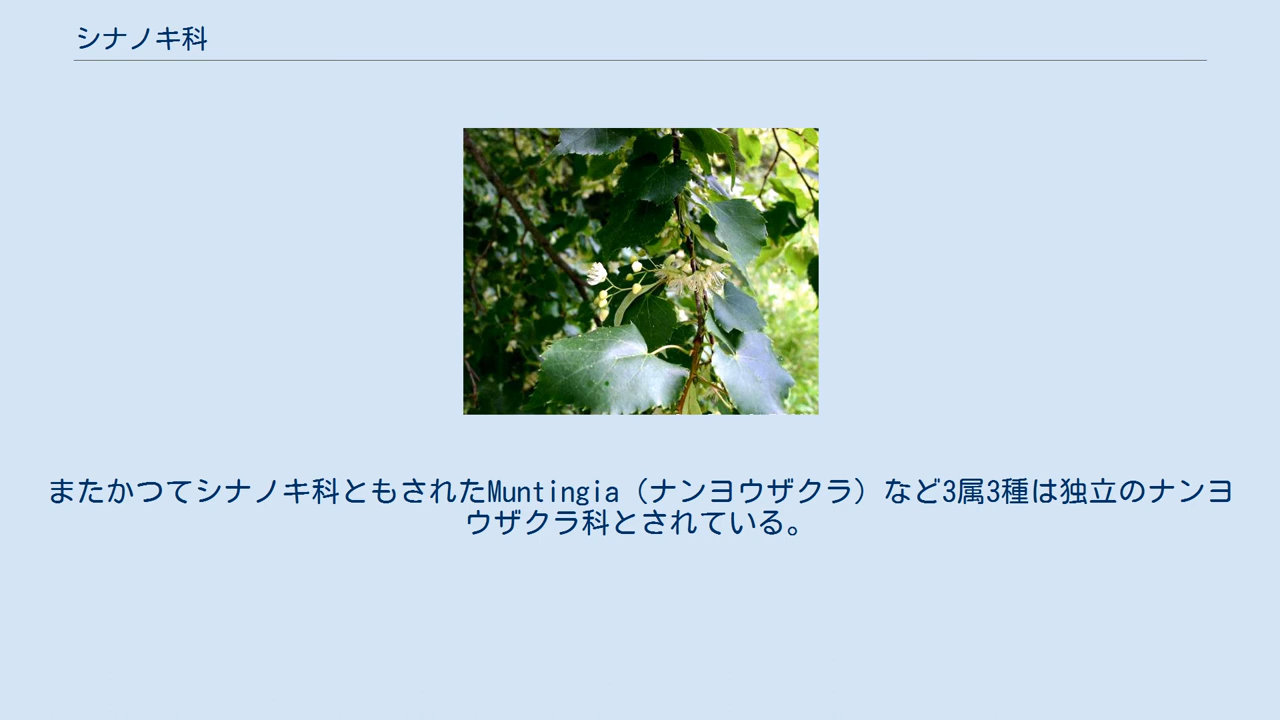 シナノキ科
またかつてシナノキ科ともされたMuntingia（ナンヨウザクラ）など3属3種は独立のナンヨ
ウザクラ科とされている。